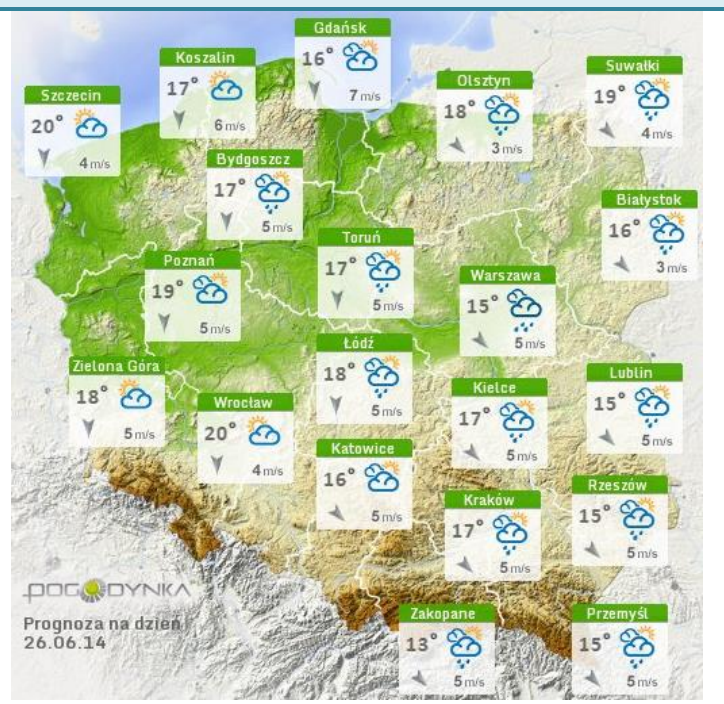 Gdańsk
16°
7 m/s
Koszalin
17°
6 m/s
Suwałki
19°
4 m/s
Olsztyn
18°
3 m/s
Szczecin
20°
4 m/s
Bydgoszcz
17°
5 m/s
Białystok
16°
3 m/s
Toruń
17°
5 m/s
Poznań
19°
5 m/s
Warszawa
15°
5 m/s
Łódź
18°
5 m/s
Zielona Góra
18°
5 m/s
Lublin
15°
5 m/s
Kielce
17°
5 m/s
Wrocław
20°
4 m/s
Katowice
16°
5 m/s
Rzeszów
15°
5 m/s
Kraków
17°
5 m/s
POGODYNKA
Prognoza na dzień
26.06.14
Zakopane
13°
5 m/s
Przemyśl
15°
5 m/s